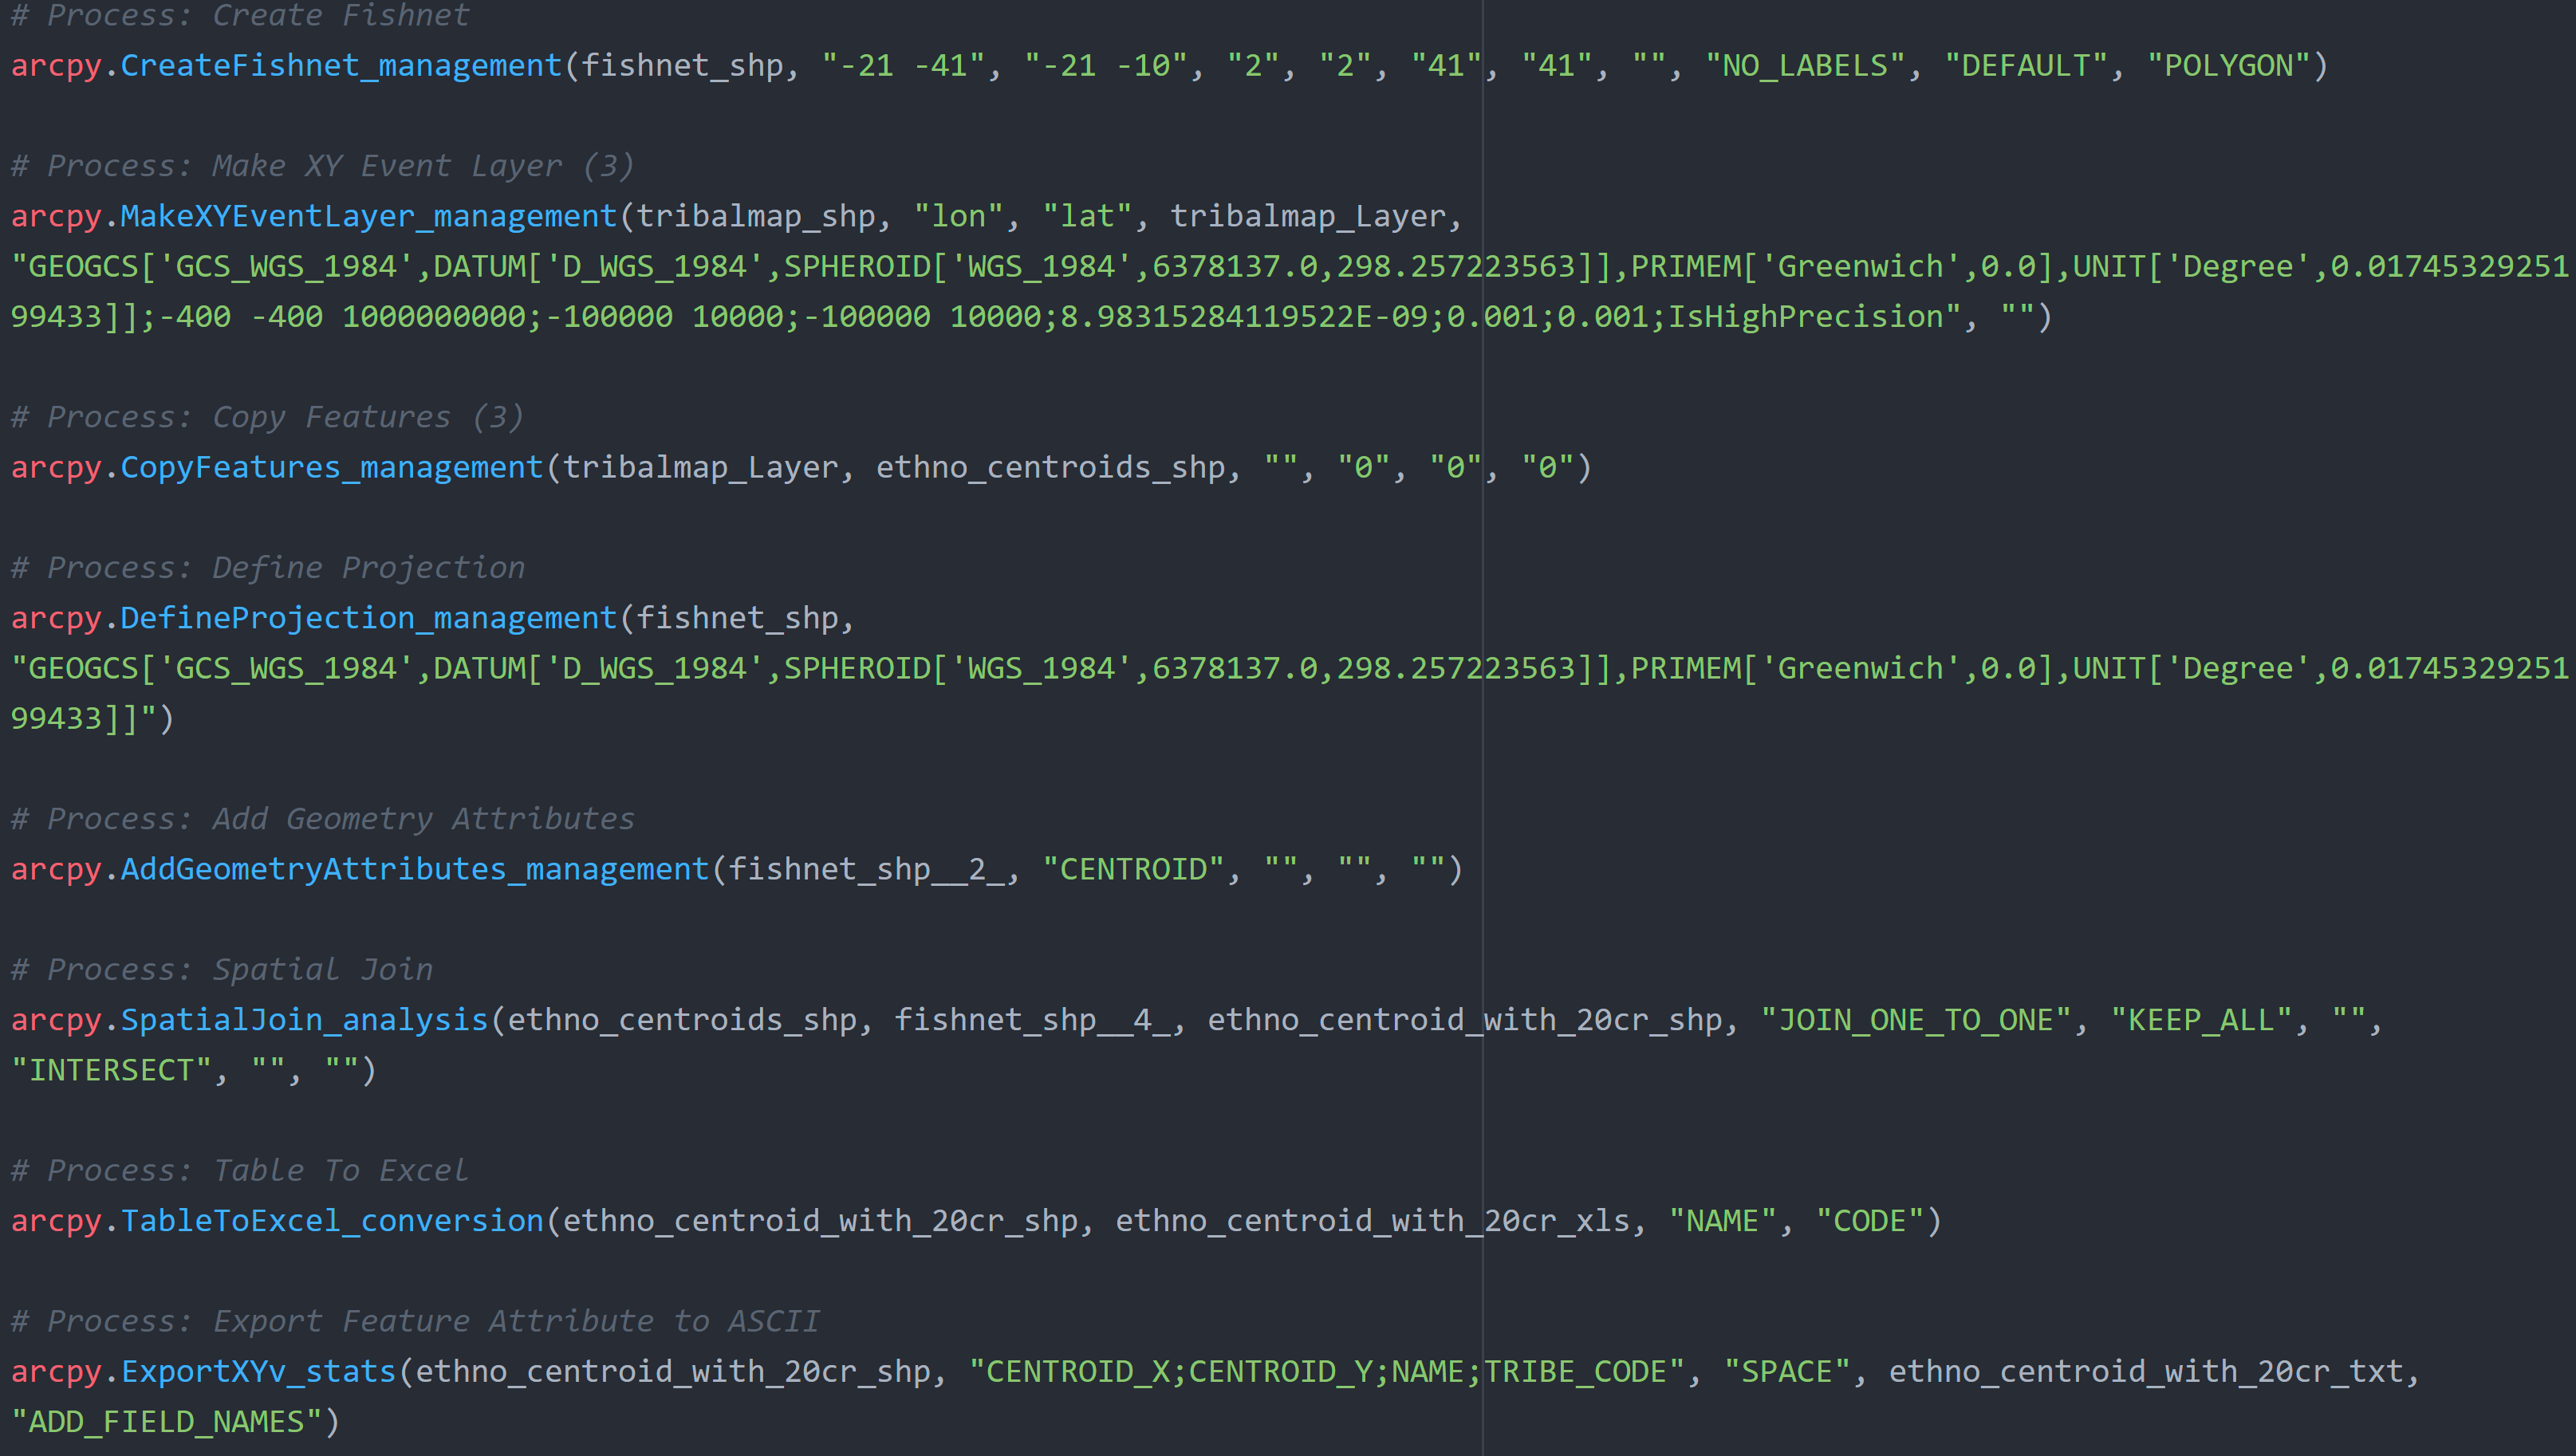 # Process: Create Fishnet
arcpy.CreateFishnet_management(fishnet_shp, "-21 -41", "-21 -10", "2", "2", "41", "41", "", "NO_LABELS", "DEFAULT", "POLYGON")
# Process: Make XY Event Layer (3)
arcpy.MakeXYEventLayer_management(tribalmap_shp, "lon", "lat", tribalmap_Layer,
"GEOGCS['GCS_WGS_1984',DATUM['D_WGS_1984',SPHEROID['WGS_1984',6378137.0,298.257223563]],PRIMEM['Greenwich',0.0],UNIT['Degree',0.01745329251
99433]];-400 -400 1000000000;-100000 10000;-100000 10000;8.98315284119522E-09;0.001;0.001;IsHighPrecision", "")
# Process: Copy Features (3)
arcpy.CopyFeatures_management(tribalmap_Layer, ethno_centroids_shp, "", "0", "0", "0")
# Process: Define Projection
arcpy.DefineProjection_management(fishnet_shp,
"GEOGCS['GCS_WGS_1984',DATUM['D_WGS_1984',SPHEROID['WGS_1984',6378137.0,298.257223563]],PRIMEM['Greenwich',0.0],UNIT['Degree',0.01745329251
99433]]")
# Process: Add Geometry Attributes
arcpy.AddGeometryAttributes_management(fishnet_shp__2_, "CENTROID", "", "", "")
# Process: Spatial Join
arcpy.SpatialJoin_analysis(ethno_centroids_shp, fishnet_shp__4_, ethno_centroid_with_20cr_shp, "JOIN_ONE_TO_ONE", "KEEP_ALL", "",
"INTERSECT", "", "")
# Process: Table To Excel
arcpy.TableToExcel_conversion(ethno_centroid_with_20cr_shp, ethno_centroid_with_20cr_xls, "NAME", "CODE")
# Process: Export Feature Attribute to ASCII
arcpy.ExportXYv_stats(ethno_centroid_with_20cr_shp, "CENTROID_X;CENTROID_Y;NAME;TRIBE_CODE", "SPACE", ethno_centroid_with_20cr_txt,
"ADD_FIELD_NAMES")